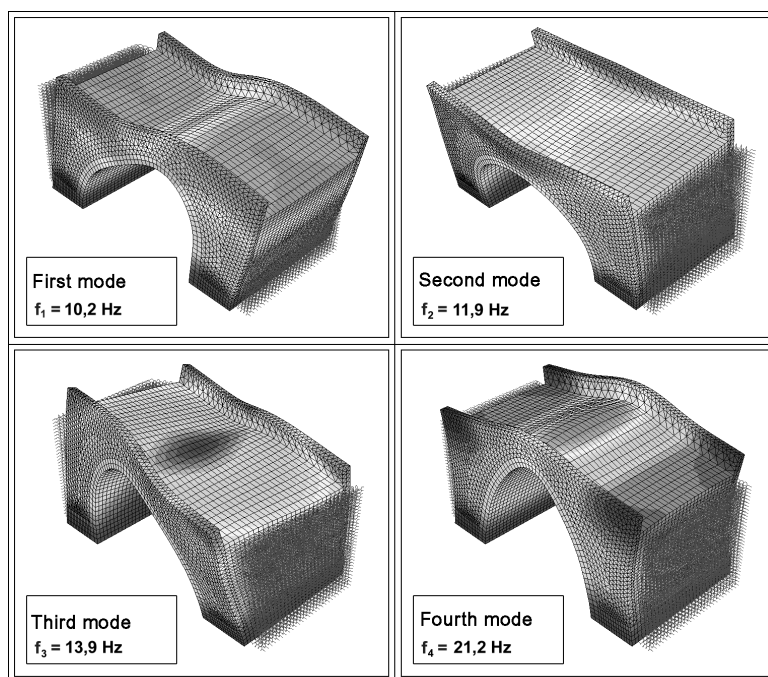 First mode
f₁ = 10,2 Hz
Second mode
f₂ = 11,9 Hz
Third mode
f₃ = 13,9 Hz
Fourth mode
f₄ = 21,2 Hz